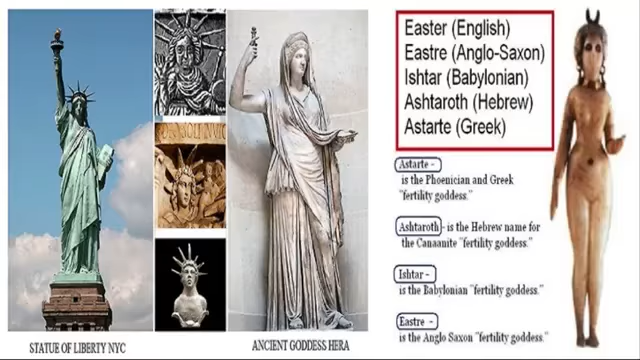 STATUE OF LIBERTY NYC
ANCIENT GODDESS HERA
Easter (English)
Eastre (Anglo-Saxon)
Ishtar (Babylonian)
Ashtaroth (Hebrew)
Astarte (Greek)
Astarte -
is the Phoenician and Greek
"fertility goddess."
Ashtaroth - is the Hebrew name for
the Canaanite "fertility goddess."
Ishtar -
is the Babylonian "fertility goddess."
Eastre -
is the Anglo Saxon "fertility goddess."